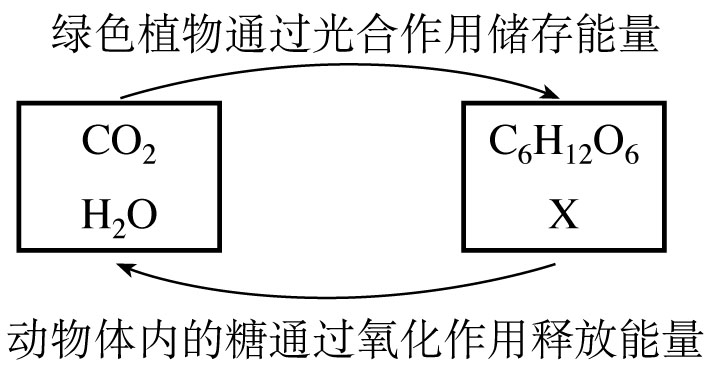 绿色植物通过光合作用储存能量
CO₂
H₂O
C₆H₁₂O₆
X
动物体内的糖通过氧化作用释放能量